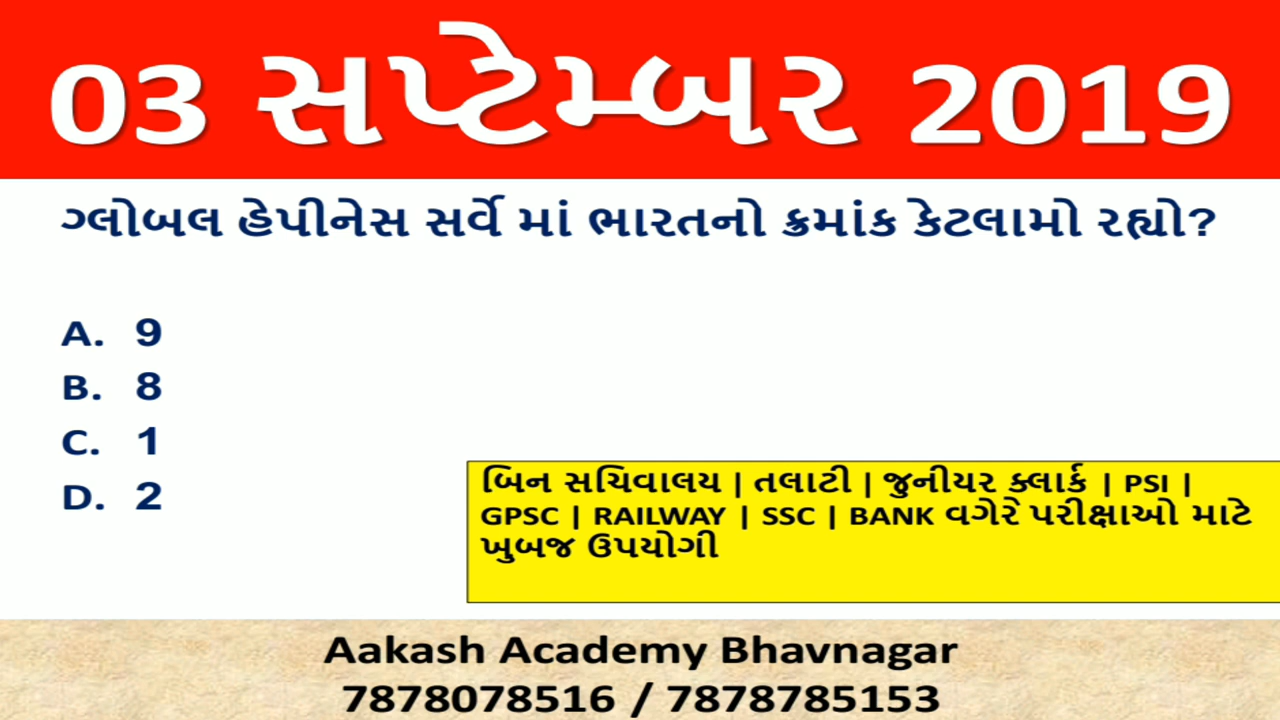 03 સપ્ટેમ્બર 2019
ગ્લોબલ હેપીનેસ સર્વે માં ભારતનો ક્રમાંક કેટલામો રહ્યો?
A. 9
B. 8
C. 1
D. 2
બિન સચિવાલય | તલાટી | જુનીયર ક્લાર્ક | PSI |
GPSC | RAILWAY | SSC | BANK વગેરે પરીક્ષાઓ માટે
ખુબજ ઉપયોગી
Aakash Academy Bhavnagar
7878078516 / 7878785153